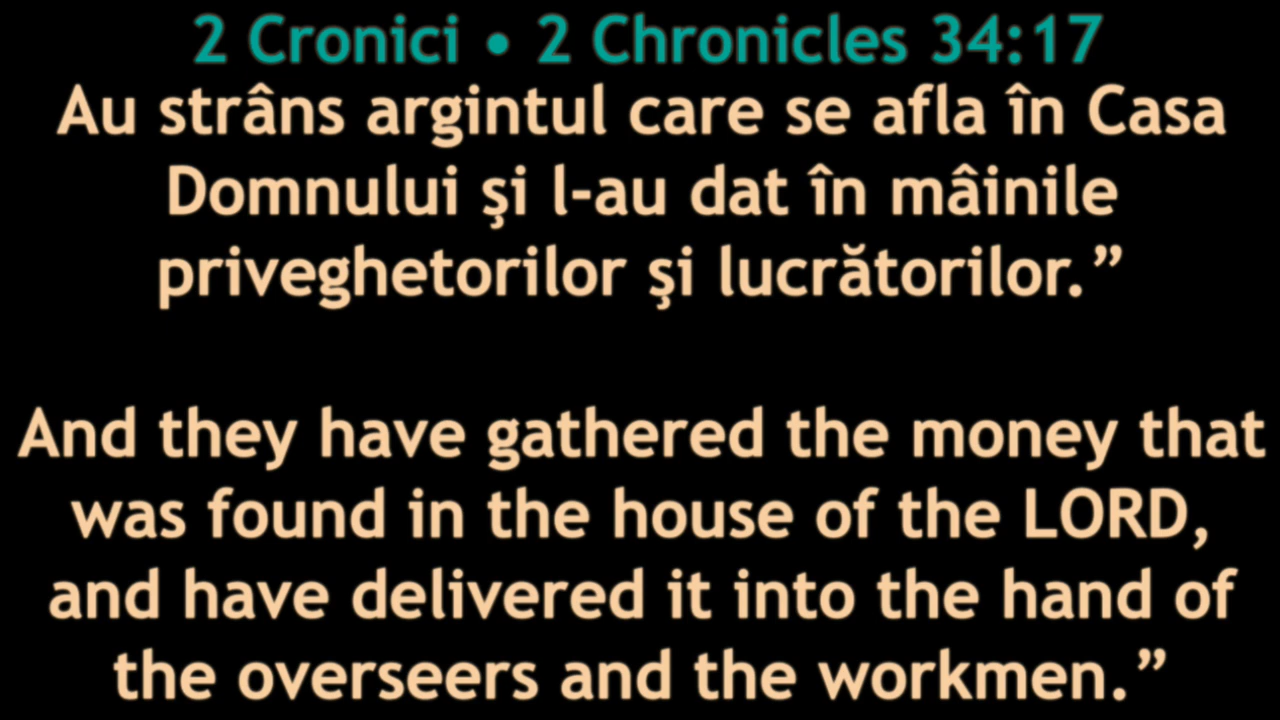 2 Cronici • 2 Chronicles 34:17
Au strâns argintul care se afla în Casa
Domnului şi l-au dat în mâinile
priveghetorilor şi lucrătorilor.”
And they have gathered the money that
was found in the house of the LORD,
and have delivered it into the hand of
the overseers and the workmen.”